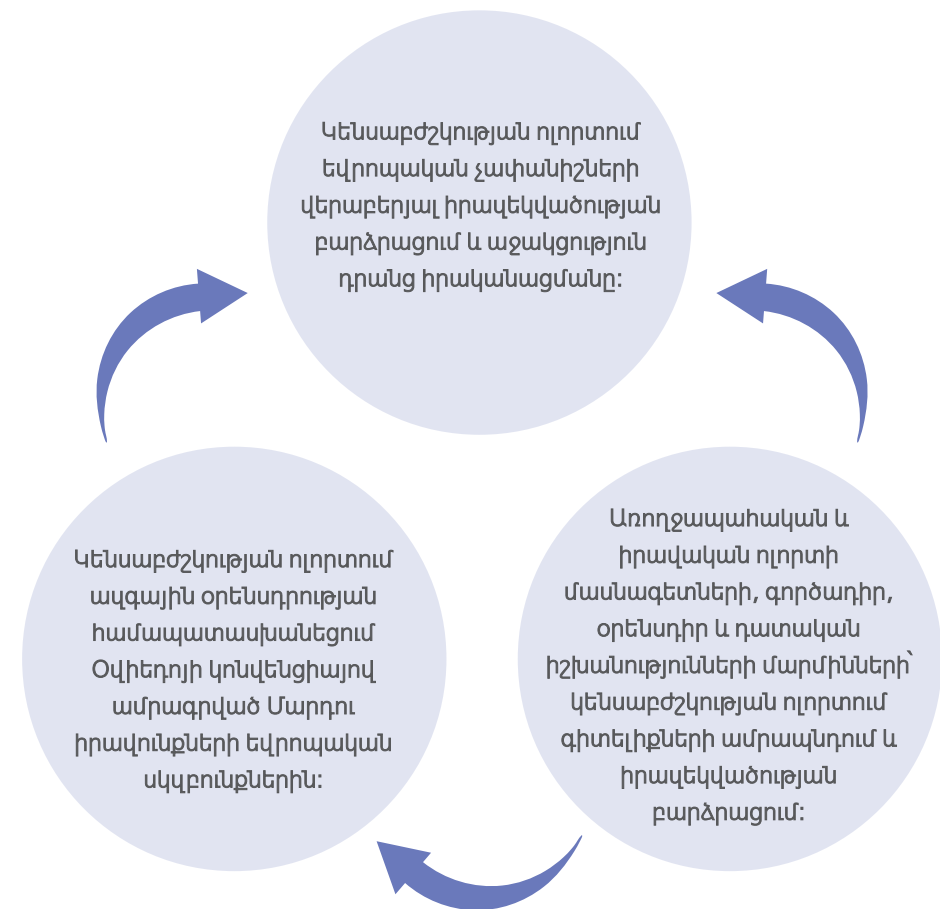 Կենսաբժշկության ոլորտում
եվրոպական չափանիշների
վերաբերյալ իրազեկվածության
բարձրացում և աջակցություն
դրանց իրականացմանը:
Կենսաբժշկության ոլորտում
ազգային օրենսդրության
համապատասխանեցում
Օվիեդոյի կոնվենցիայով
ամրագրված Մարդու
իրավունքների եվրոպական
սկզբունքներին:
Առողջապահական և
իրավական ոլորտի
մասնագետների, գործադիր,
օրենսդիր և դատական
իշխանությունների մարմինների՝
կենսաբժշկության ոլորտում
գիտելիքների ամրապնդում և
իրազեկվածության
բարձրացում: